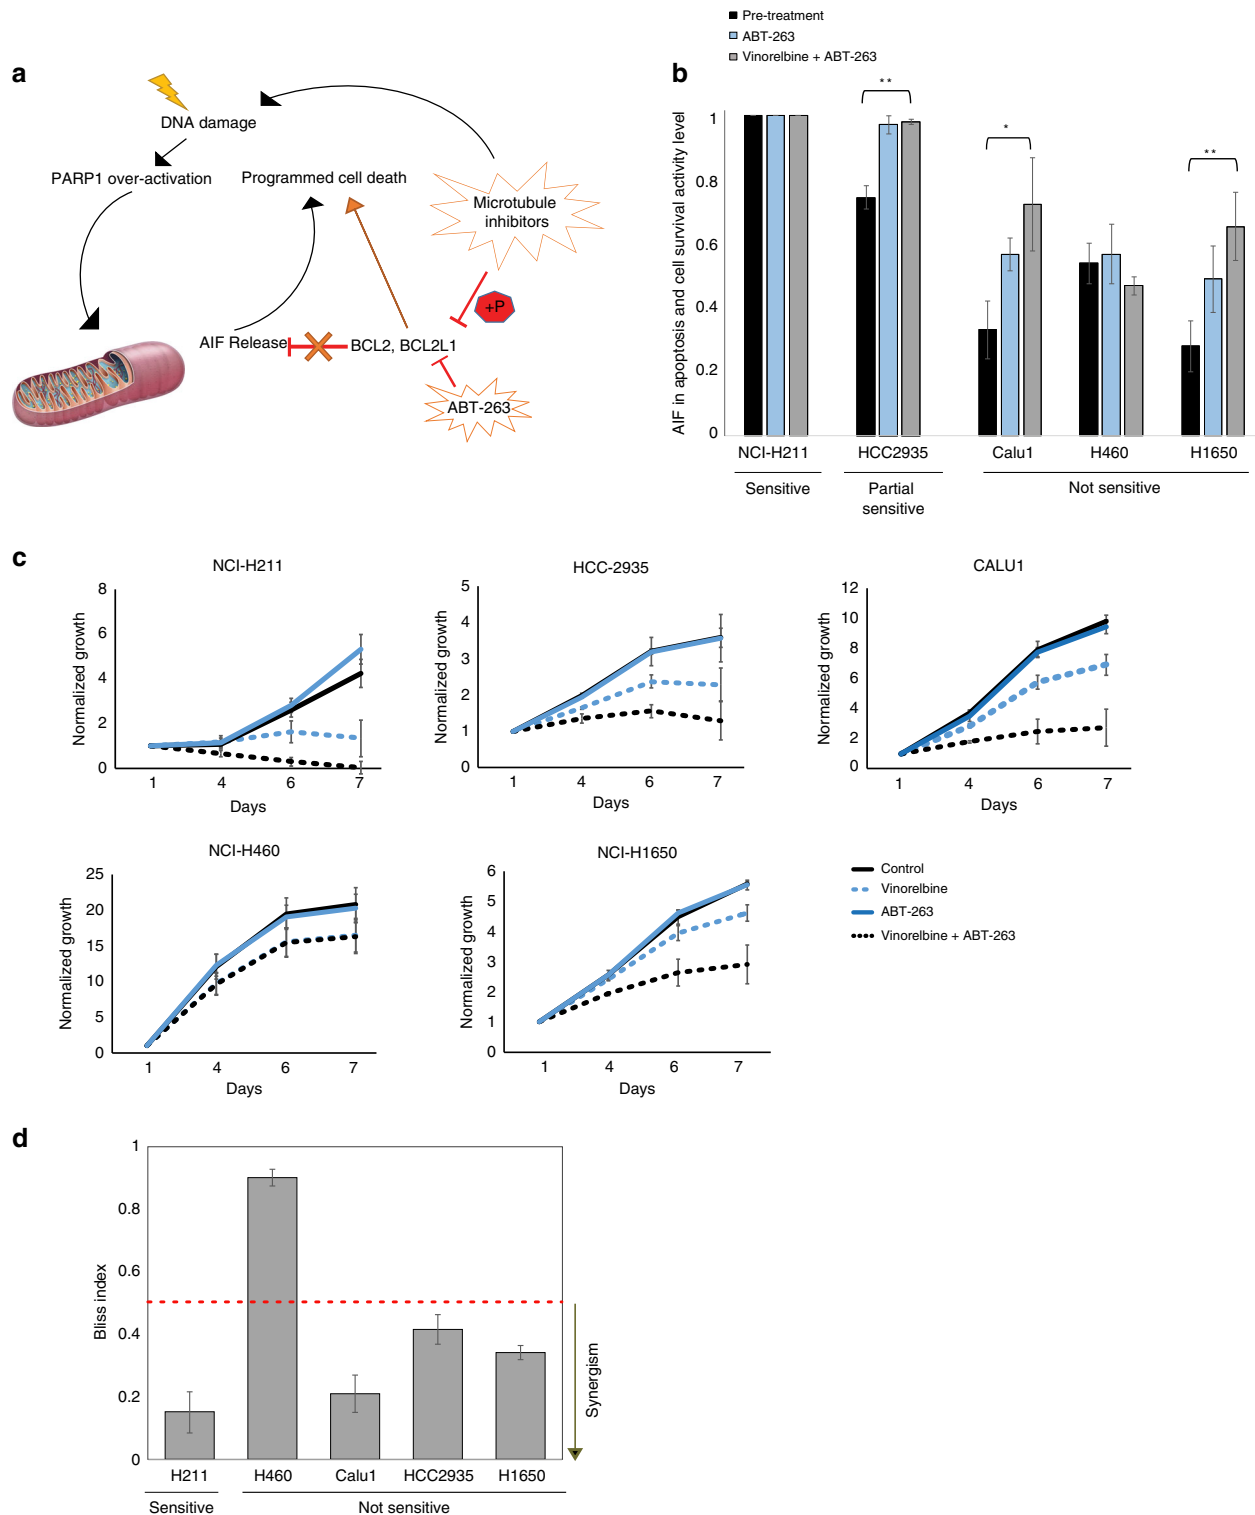 Pre-treatment
ABT-263
Vinorelbine + ABT-263
a
DNA damage
PARP1 over-activation
Programmed cell death
Microtubule
inhibitors
+P
AIF Release
BCL2, BCL2L1
ABT-263
b
AIF in apoptosis and cell survival activity level
1
0.8
0.6
0.4
0.2
0
**
*
**
NCI-H211
HCC2935
Calu1
H460
H1650
Sensitive
Partial
sensitive
Not sensitive
c
NCI-H211
Normalized growth
8
6
4
2
0
1 4 6 7
Days
HCC-2935
Normalized growth
5
4
3
2
1
0
1 4 6 7
Days
CALU1
Normalized growth
12
10
8
6
4
2
0
1 4 6 7
Days
NCI-H460
Normalized growth
25
20
15
10
5
0
1 4 6 7
Days
NCI-H1650
Normalized growth
6
5
4
3
2
1
0
1 4 6 7
Days
Control
Vinorelbine
ABT-263
Vinorelbine + ABT-263
d
Bliss index
1
0.8
0.6
0.4
0.2
0
Synergism
H211
H460
Calu1
HCC2935
H1650
Sensitive
Not sensitive